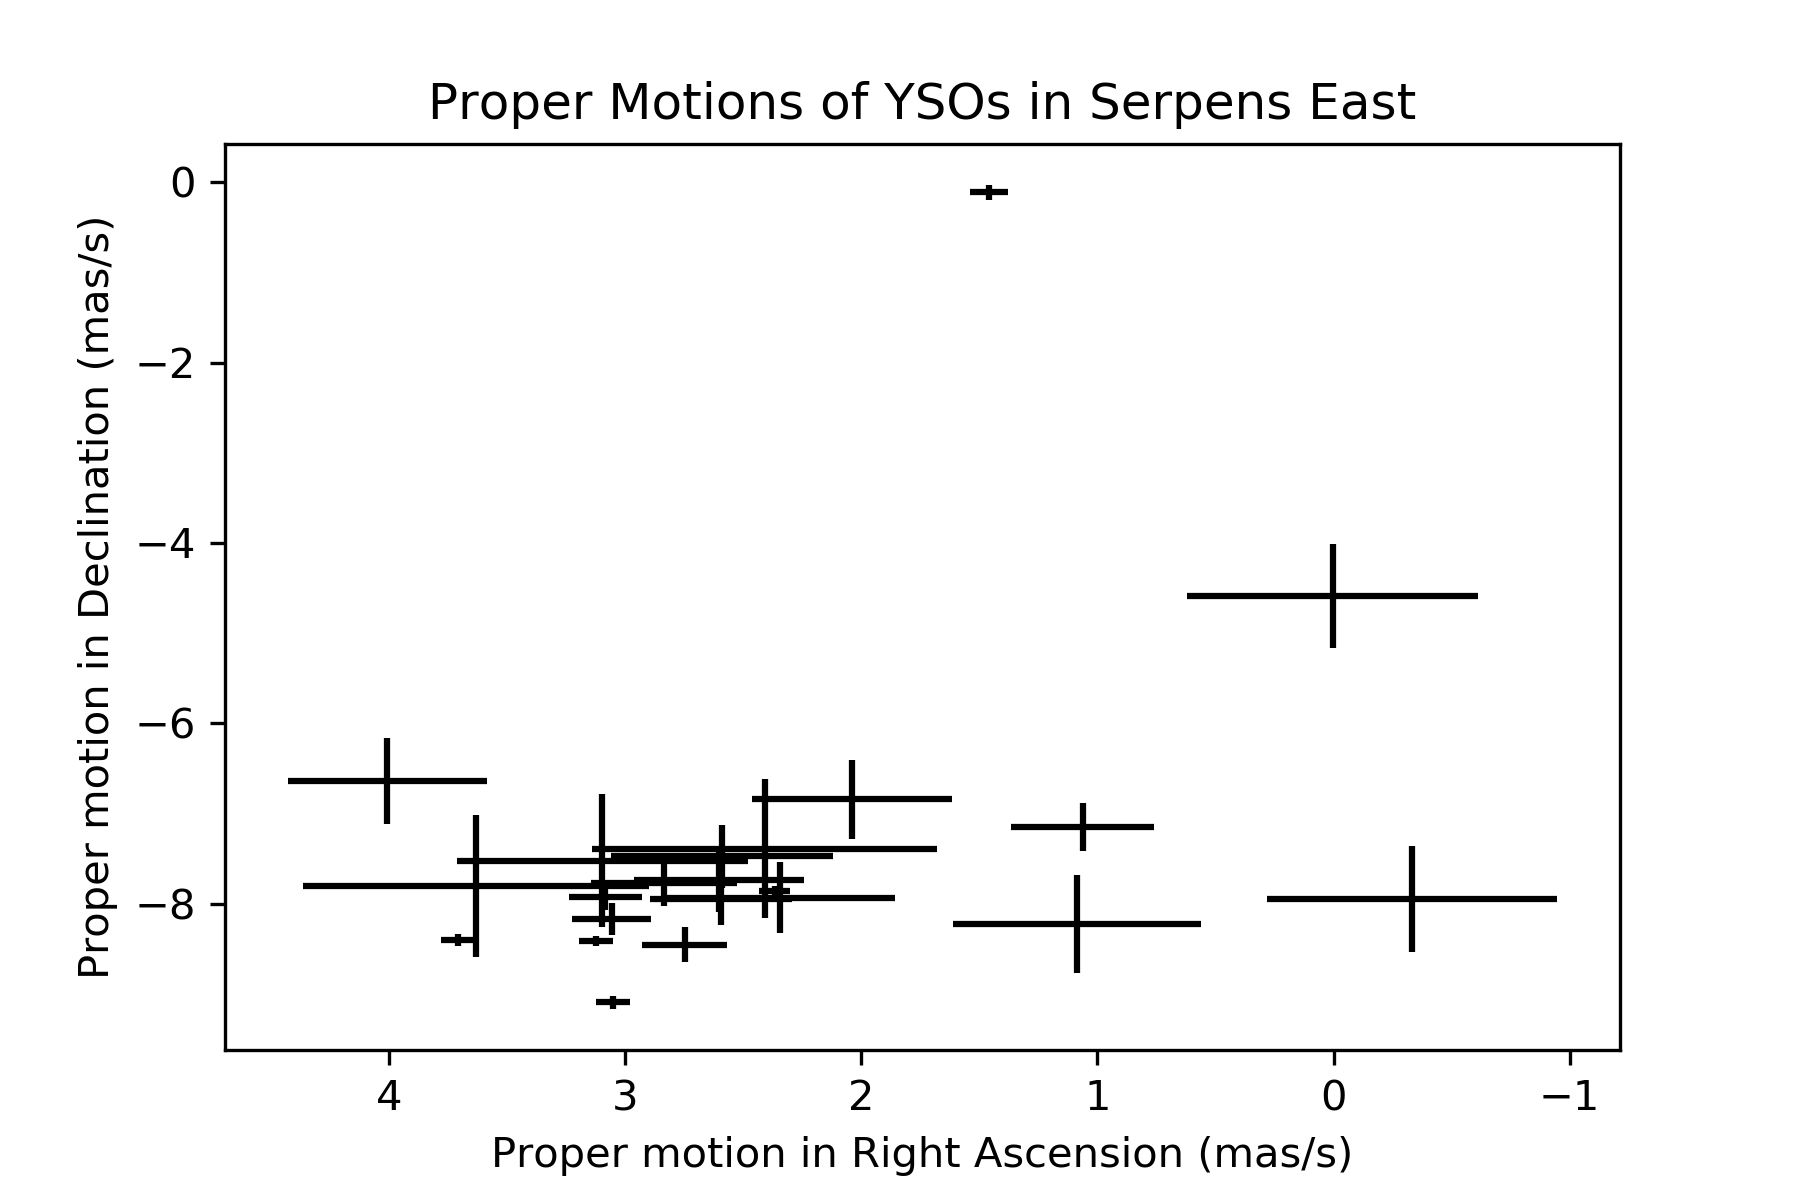 Proper Motions of YSOs in Serpens East
Proper motion in Declination (mas/s)
0
−2
−4
−6
−8
4 3 2 1 0 −1
Proper motion in Right Ascension (mas/s)